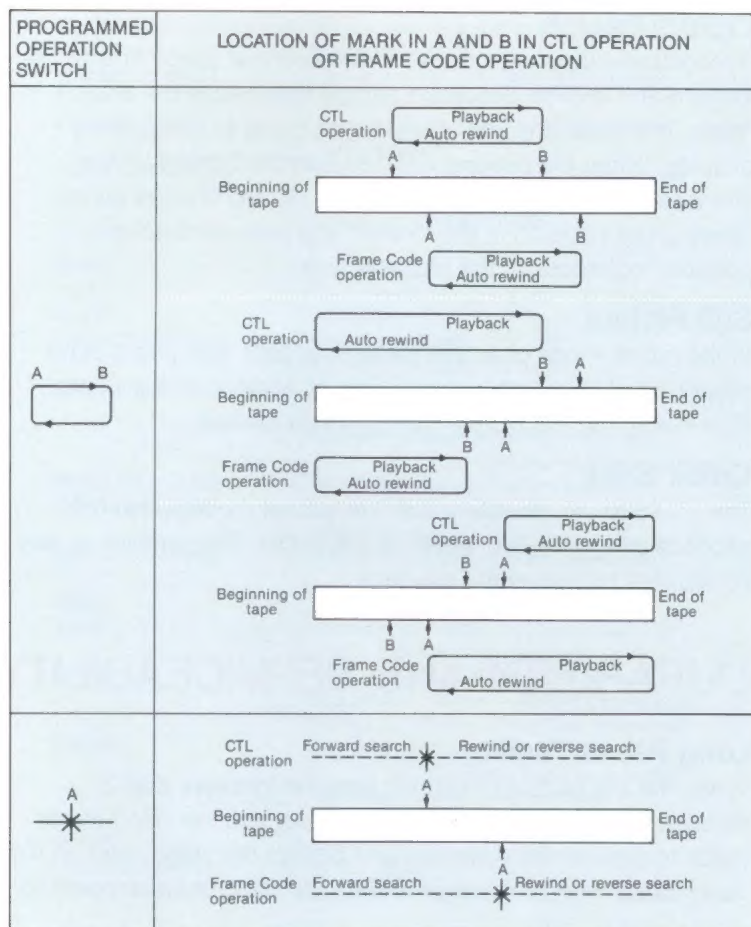 PROGRAMMED
OPERATION
SWITCH
LOCATION OF MARK IN A AND B IN CTL OPERATION
OR FRAME CODE OPERATION
CTL
operation
Playback
Auto rewind
A
B
Beginning of
tape
End of
tape
A
B
Frame Code
operation
Playback
Auto rewind
CTL
operation
Playback
Auto rewind
B
A
A
B
Beginning of
tape
End of
tape
B
A
Frame Code
operation
Playback
Auto rewind
CTL
operation
Playback
Auto rewind
B
A
Beginning of
tape
End of
tape
B
A
Frame Code
operation
Playback
Auto rewind
CTL
operation
Forward search
Rewind or reverse search
A
A
Beginning of
tape
End of
tape
A
Frame Code
operation
Forward search
Rewind or reverse search